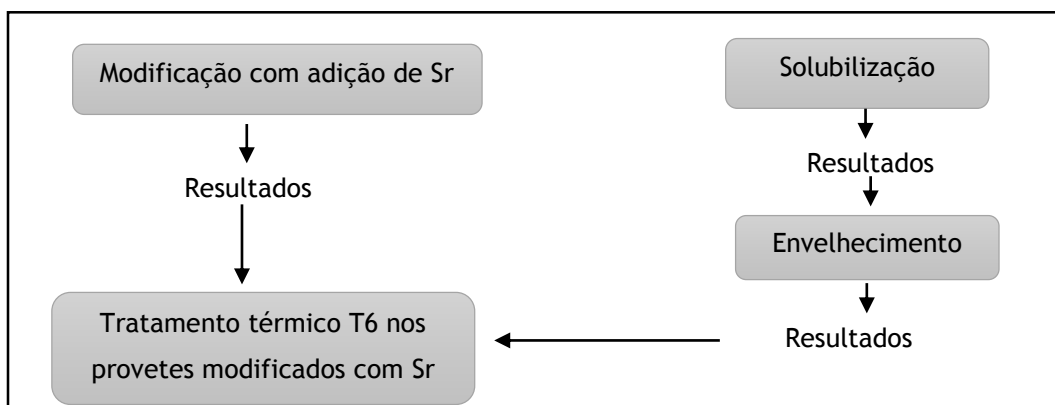 Modificação com adição de Sr
Resultados
Tratamento térmico T6 nos
provetes modificados com Sr
Solubilização
Resultados
Envelhecimento
Resultados